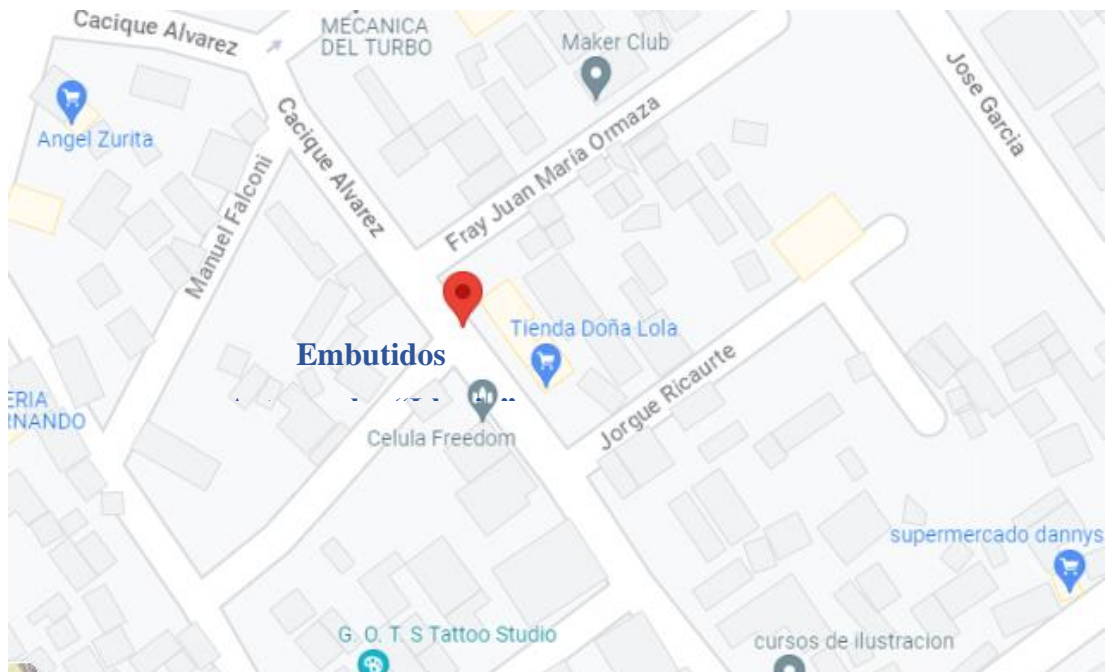 Cacique Alvarez
MECANICA
DEL TURBO
Maker Club
Jose Garcia
Angel Zurita
Cacique Alvarez
Manuel Falconi
Fray Juan María Ormaza
Tienda Doña Lola
Embutidos
Jorgue Ricaurte
ERIA
RNANDO
Celula Freedom
supermercado dannys
G. O. T. S Tattoo Studio
cursos de ilustracion